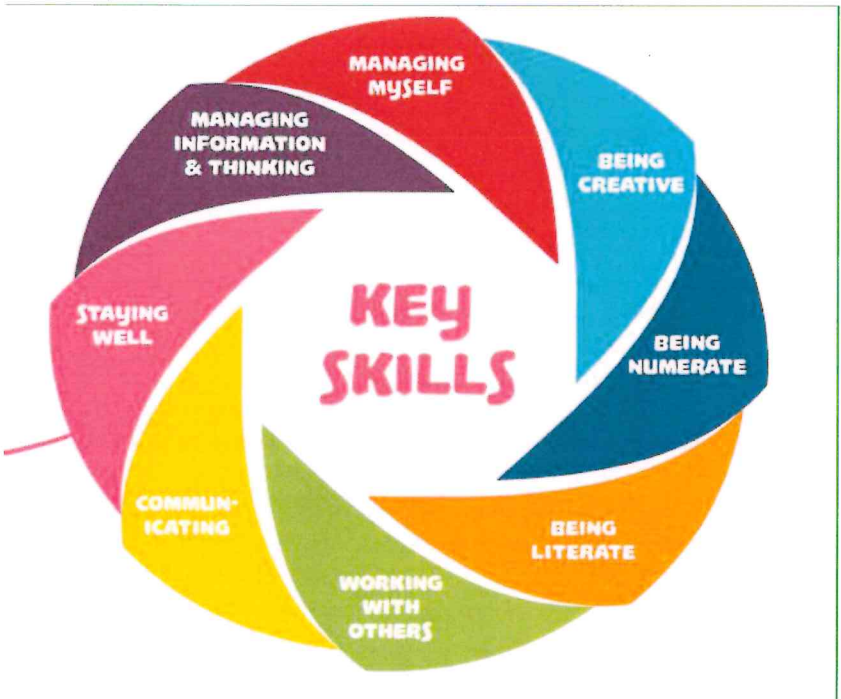 MANAGING
MYSELF
BEING
CREATIVE
BEING
NUMERATE
BEING
LITERATE
WORKING
WITH
OTHERS
COMMUN-
ICATING
STAYING
WELL
MANAGING
INFORMATION
& THINKING
KEY
SKILLS